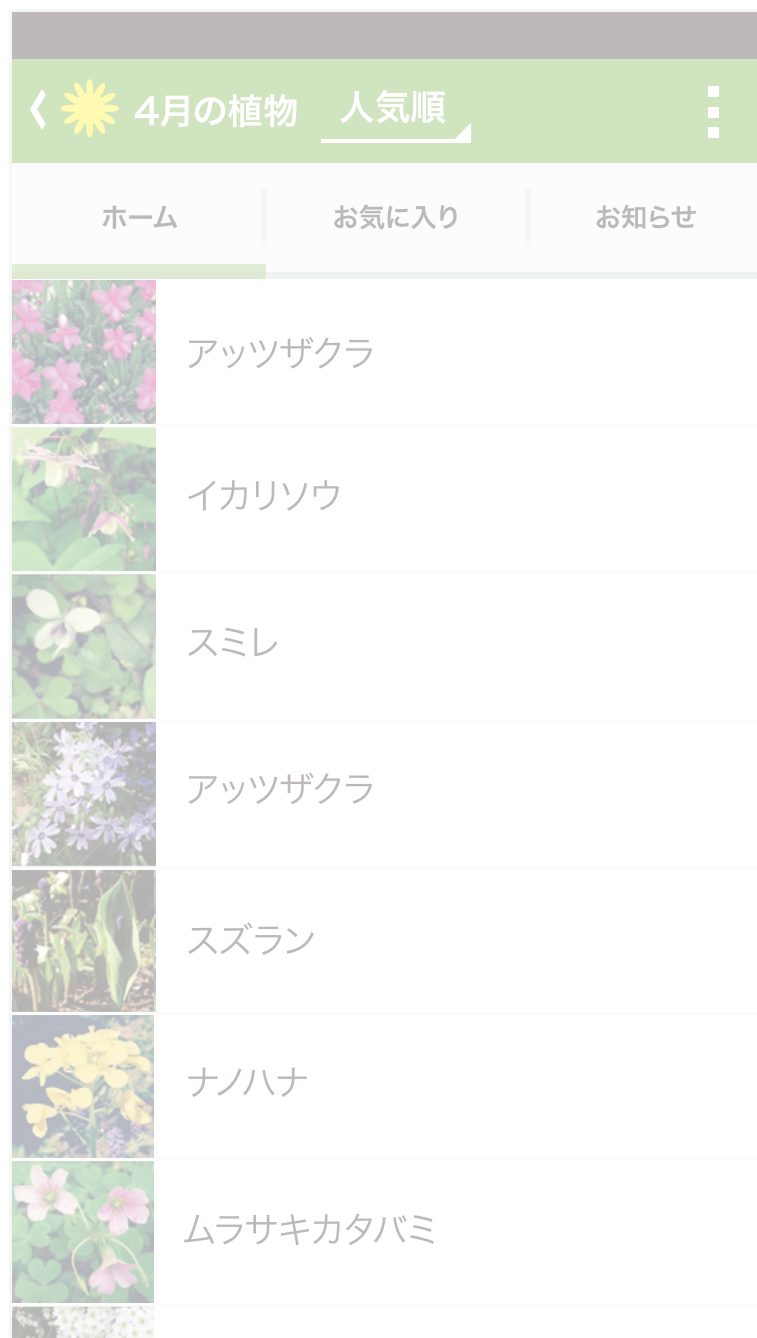 4月の植物 人気順
ホーム お気に入り お知らせ
アッツザクラ
イカリソウ
スミレ
アッツザクラ
スズラン
ナノハナ
ムラサキカタバミ